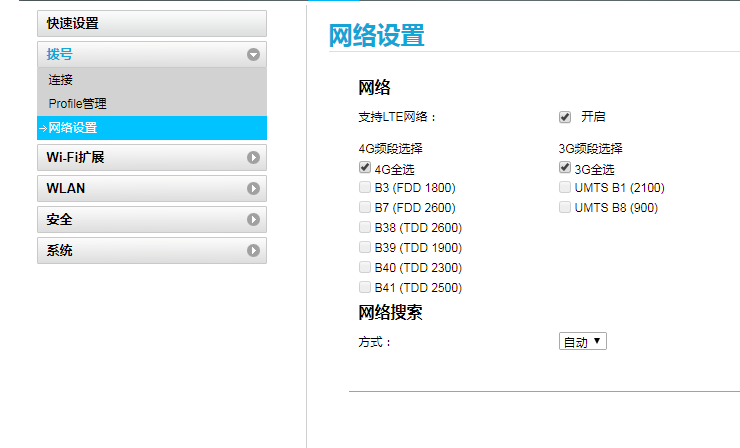 快速设置
拨号
连接
Profile管理
网络设置
Wi-Fi扩展
WLAN
安全
系统
网络设置
网络
支持LTE网络： 开启
4G频段选择 3G频段选择
4G全选 3G全选
B3 (FDD 1800) UMTS B1 (2100)
B7 (FDD 2600) UMTS B8 (900)
B38 (TDD 2600)
B39 (TDD 1900)
B40 (TDD 2300)
B41 (TDD 2500)
网络搜索
方式： 自动